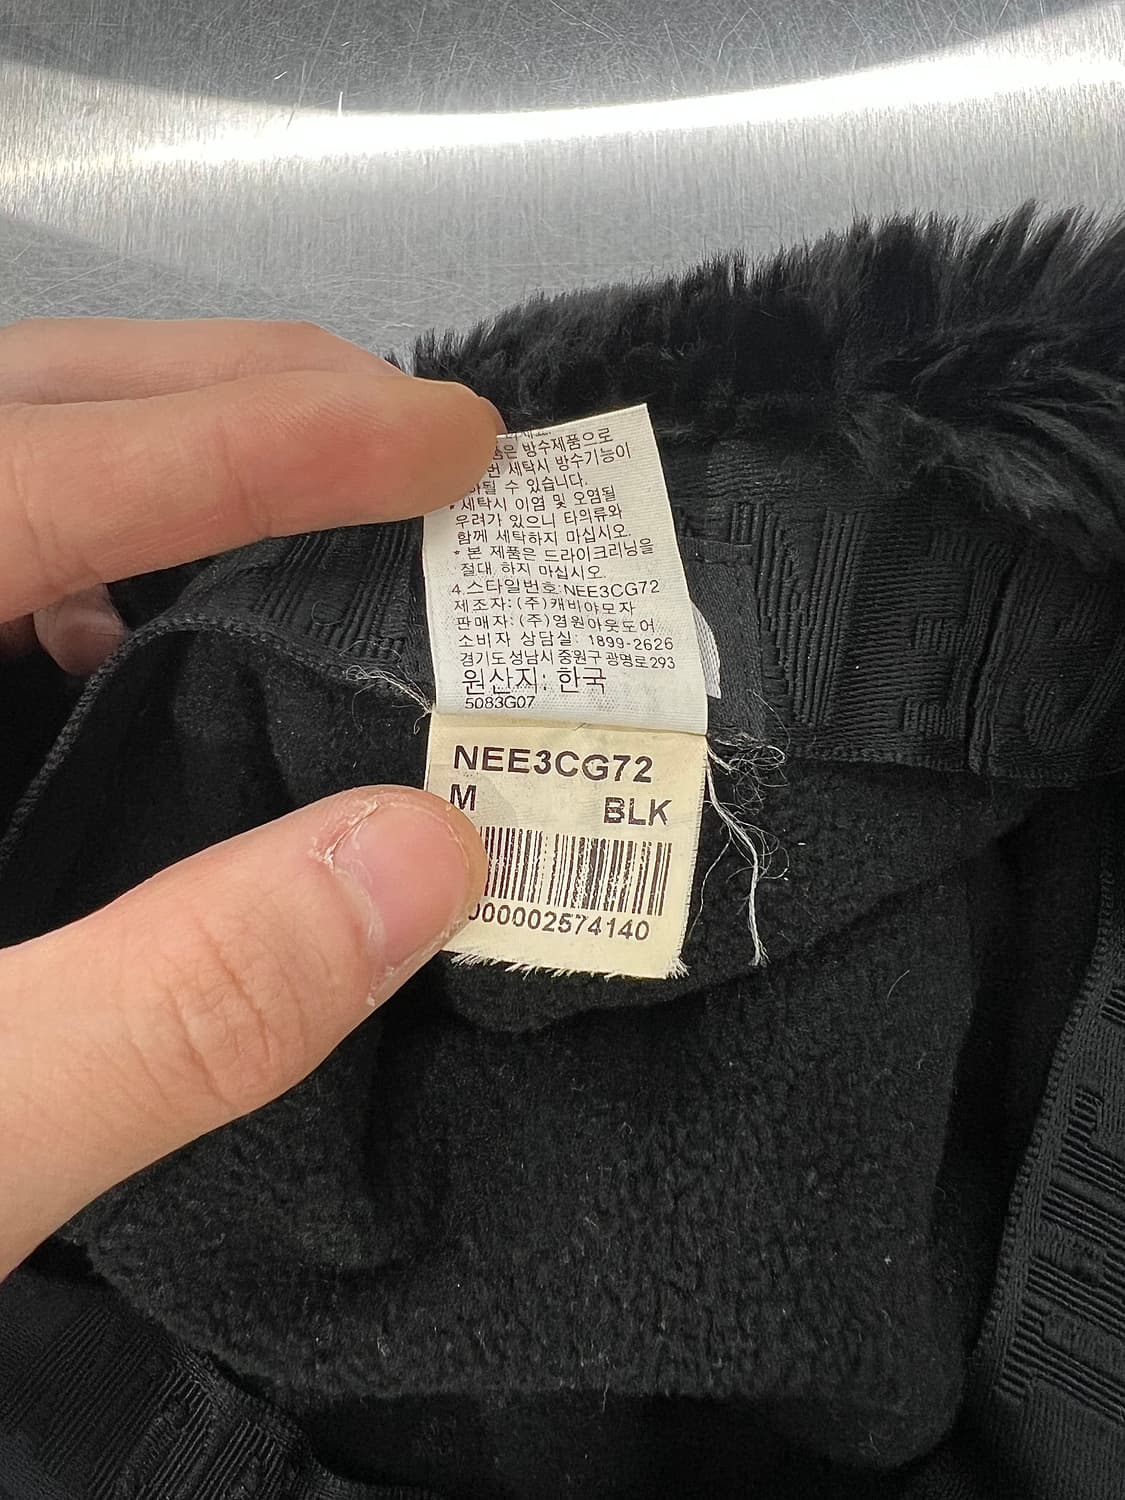 방수제품으로
세탁시 방수기능이
수 있습니다.
세탁시 이염 및 오염될
우려가 있으니 타의류와
함께 세탁하지 마십시오.
* 본 제품은 드라이크리닝을
절대 하지 마십시오.
4.스타일번호:NEE3CG72
제조자:(주)캐비아모자
판매자:(주)영원아웃도어
소비자 상담실: 1899-2626
경기도성남시중원구광명로293
원산지: 한국
5083G07
NEE3CG72
M BLK
000002574140